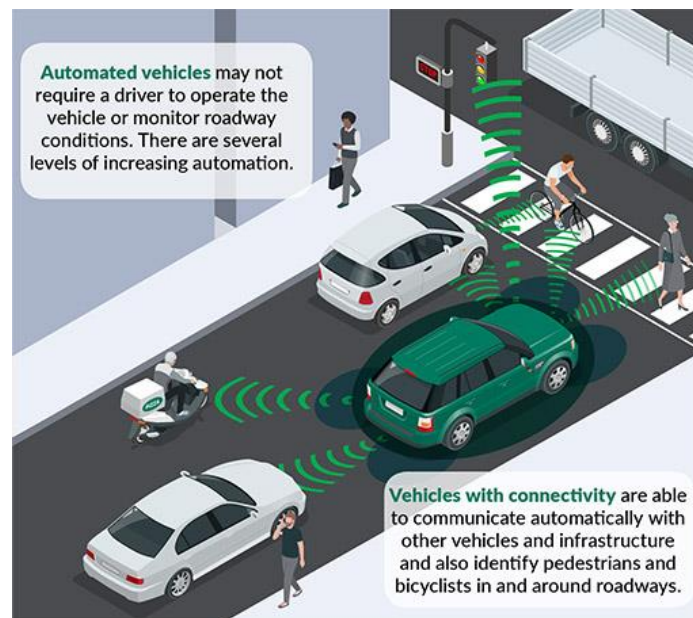 Automated vehicles may not
require a driver to operate the
vehicle or monitor roadway
conditions. There are several
levels of increasing automation.
STOP
PIZZA
Vehicles with connectivity are able
to communicate automatically with
other vehicles and infrastructure
and also identify pedestrians and
bicyclists in and around roadways.